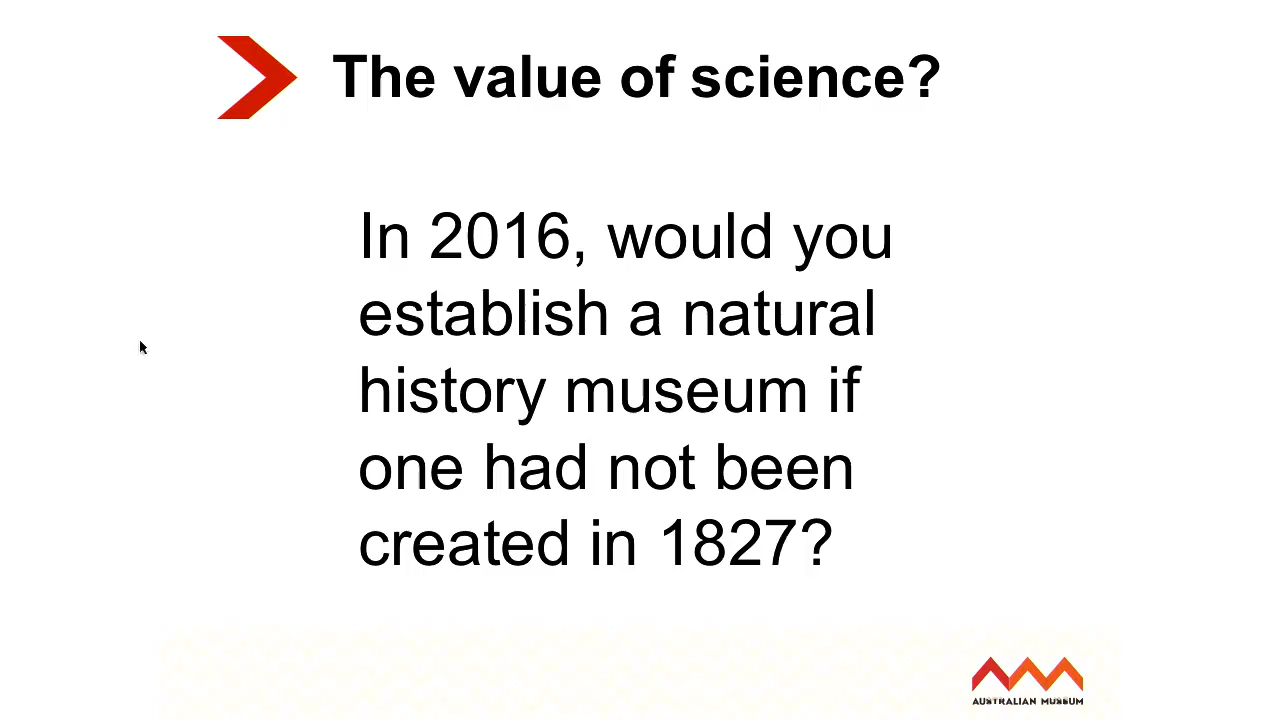 The value of science?
In 2016, would you
establish a natural
history museum if
one had not been
created in 1827?
AUSTRALIAN MUSEUM